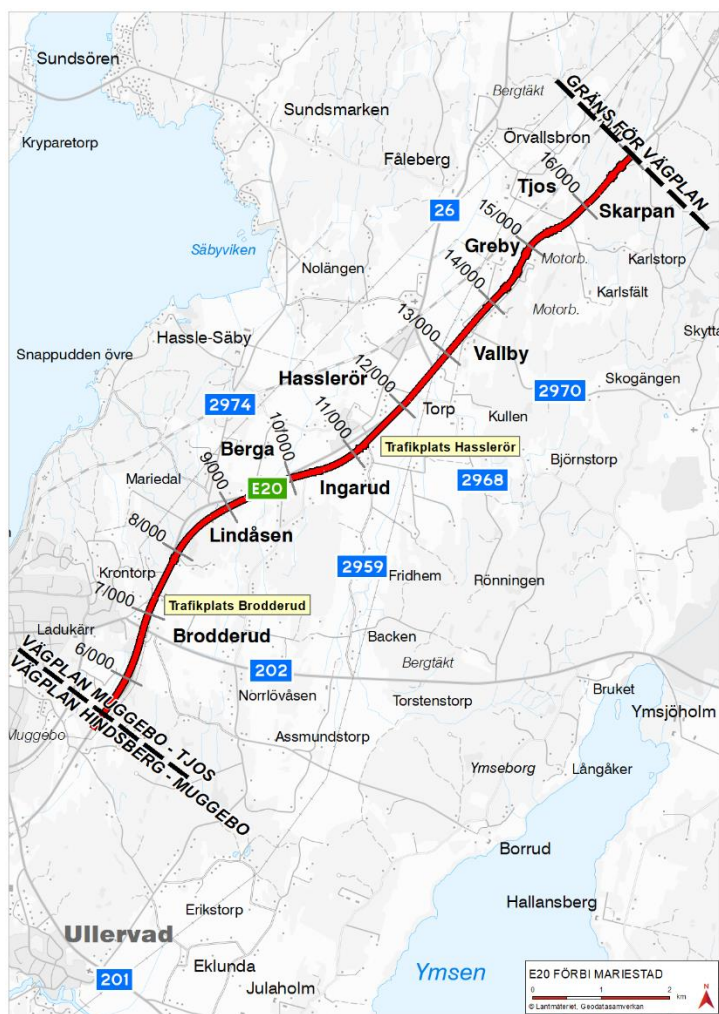 Sundsören
Sundsmarken
Bergtäkt
GRÄNS FÖR VÄGPLAN
Örvallsbron
Kryparetorp
Fåleberg
16/000
Tjos
26
15/000
Skarpan
Säbyviken
Greby
Motorb.
Karlstorp
Nolängen
14/000
Karlsfält
Motorb.
13/000
Hassle-Säby
Skytta
Snappudden övre
Vallby
Hasslerör
12/000
2970
Skogängen
2974
11/000
Torp
Kullen
Berga
10/000
Trafikplats Hasslerör
Björnstorp
9/000
Mariedal
E20
Ingarud
2968
Lindåsen
8/000
2959
Fridhem
Rönningen
Krontorp
7/000
Trafikplats Brodderud
Ladukärr
Brodderud
Backen
6/000
202
Bergtäkt
VÄGPLAN MUGGEBO - TJOS
VÄGPLAN HINDSBERG - MUGGEBO
Norrlövåsen
Torstenstorp
Bruket
Ymsjöholm
Muggebo
Assmundstorp
Ymseborg
Långåker
Borrud
Hallansberg
Erikstorp
Ullervad
Eklunda
201
Julaholm
Ymsen
E20 FÖRBI MARIESTAD
0 1 2 km
N
© Lantmäteriet, Geodatasamverkan